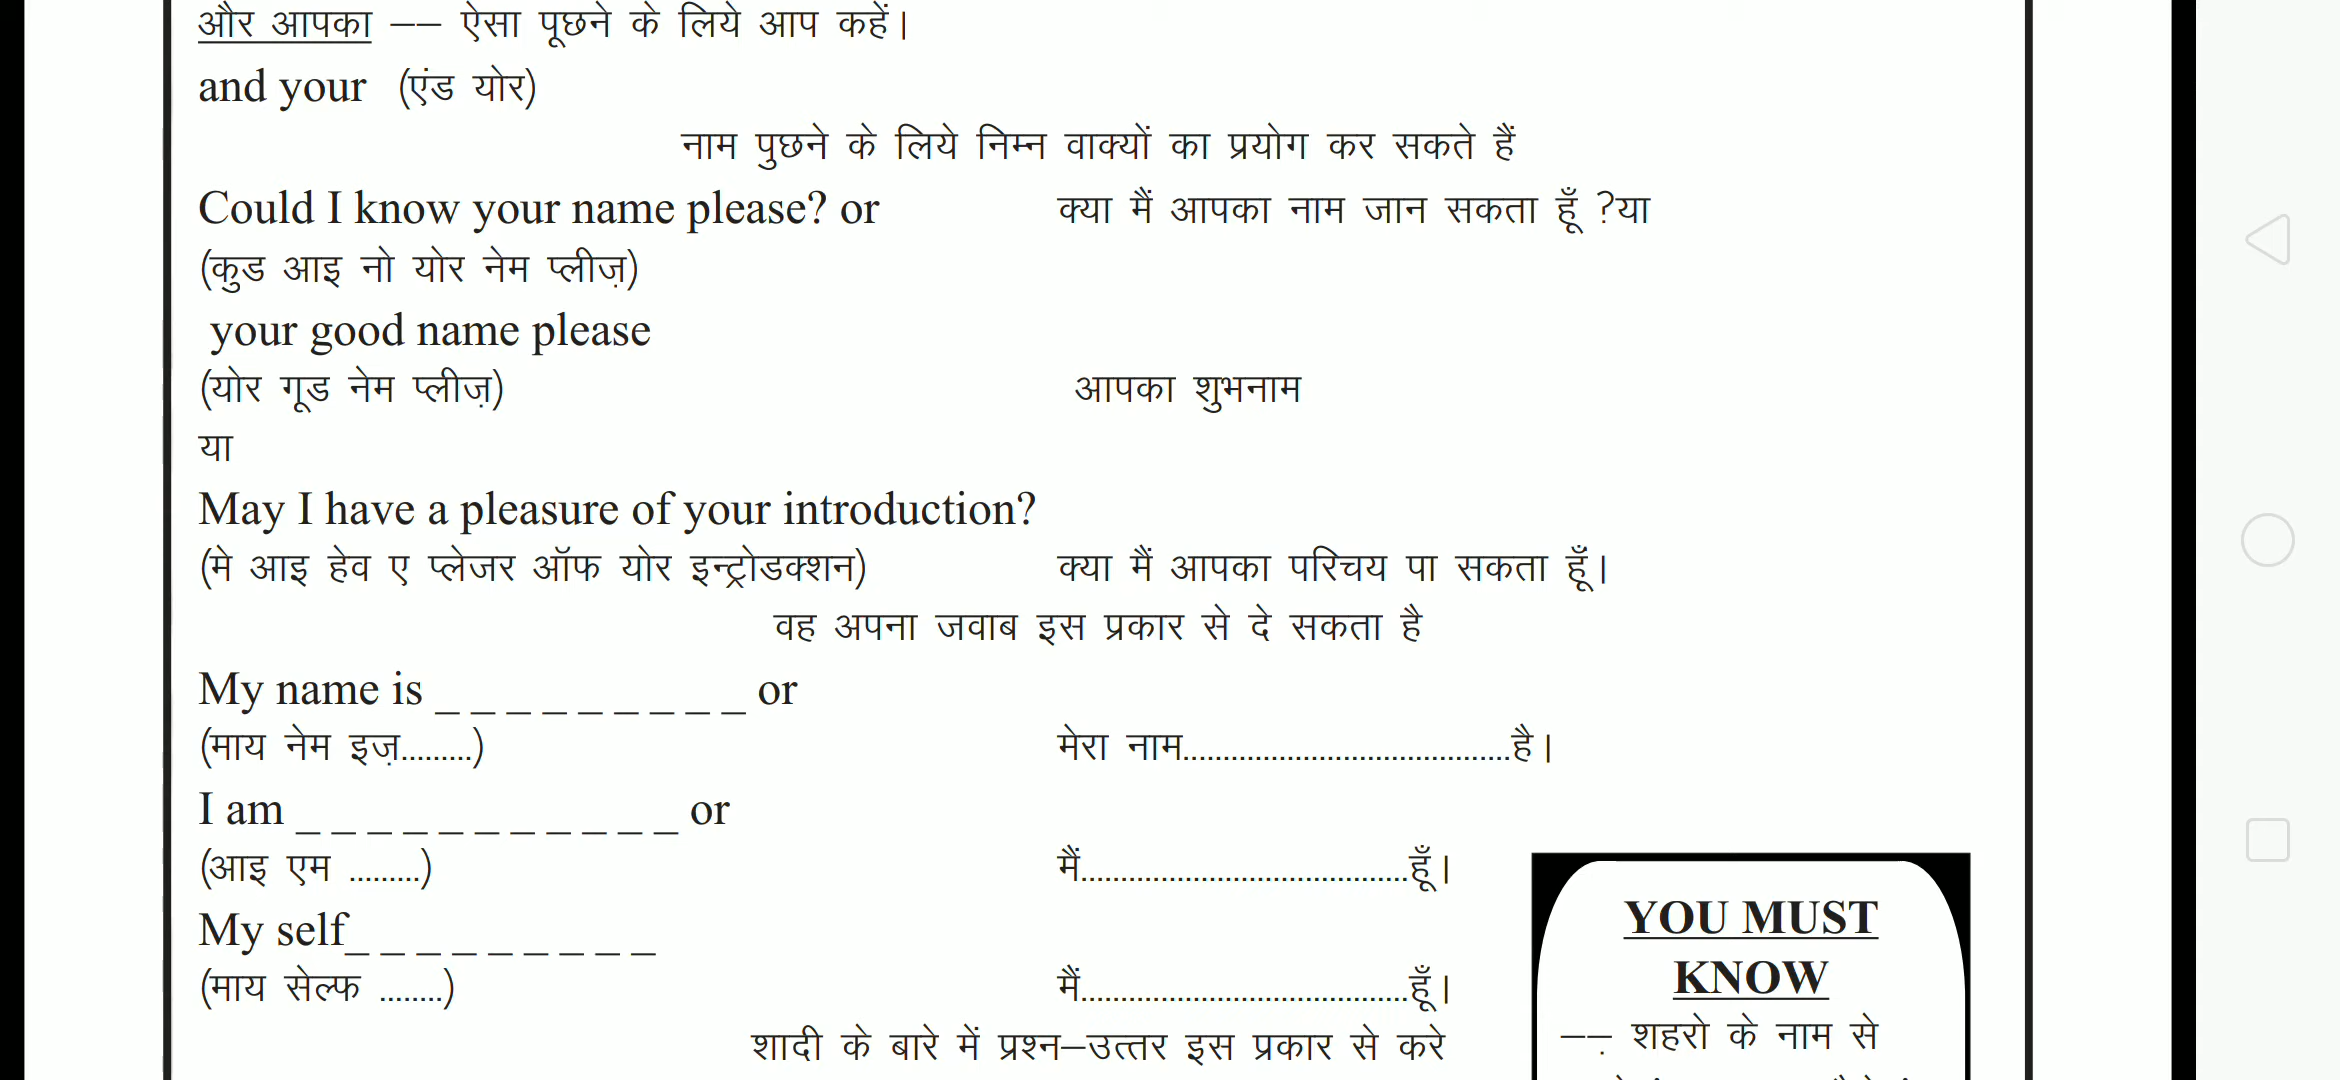 और आपका –– ऐसा पूछने के लिये आप कहें।
and your (एंड योर)
नाम पुछने के लिये निम्न वाक्यों का प्रयोग कर सकते हैं
Could I know your name please? or क्या मैं आपका नाम जान सकता हूँ ?या
(कुड आइ नो योर नेम प्लीज़)
your good name please
(योर गूड नेम प्लीज़) आपका शुभनाम
या
May I have a pleasure of your introduction?
(मे आइ हेव ए प्लेजर ऑफ योर इन्ट्रोडक्शन) क्या मैं आपका परिचय पा सकता हूँ।
वह अपना जवाब इस प्रकार से दे सकता है
My name is _ _ _ _ _ _ _ _ _ or
(माय नेम इज़.........) मेरा नाम.........................................है।
I am _ _ _ _ _ _ _ _ _ _ _ or
(आइ एम .........) मैं.........................................हूँ।
My self_ _ _ _ _ _ _ _ _
(माय सेल्फ ........) मैं.........................................हूँ।
शादी के बारे में प्रश्न–उत्तर इस प्रकार से करे
YOU MUST
KNOW
––़ शहरो के नाम से